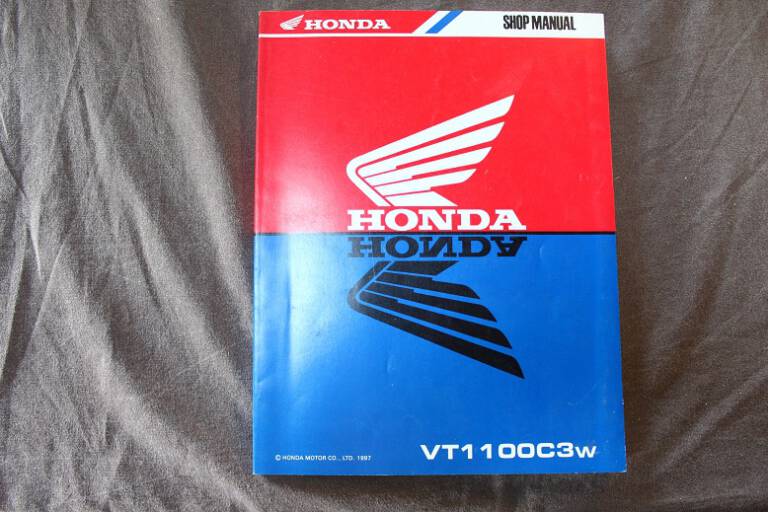 HONDA
SHOP MANUAL
HONDA
HONDA
VT1100C3W
© HONDA MOTOR CO., LTD. 1997